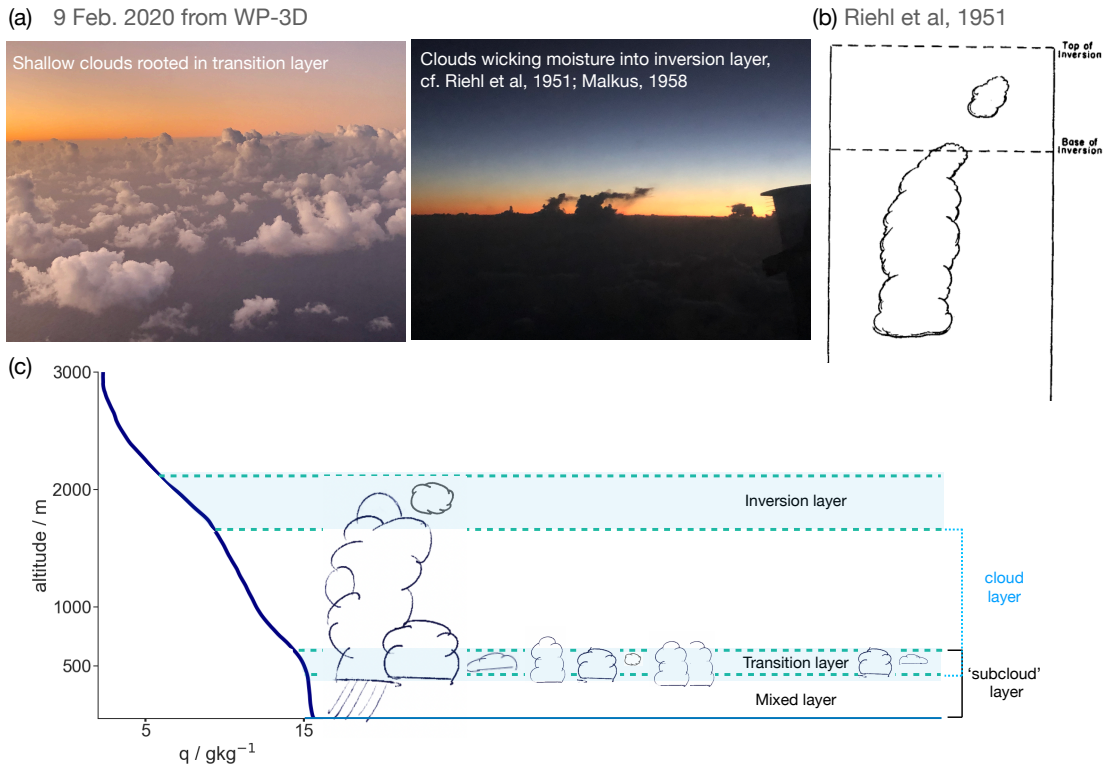 (a) 9 Feb. 2020 from WP-3D
Shallow clouds rooted in transition layer
Clouds wicking moisture into inversion layer,
cf. Riehl et al, 1951; Malkus, 1958
(b) Riehl et al, 1951
Top of
Inversion
Base of
Inversion
(c)
3000
2000
1000
500
altitude / m
5
15
q / gkg⁻¹
Inversion layer
cloud
layer
Transition layer
'subcloud'
layer
Mixed layer